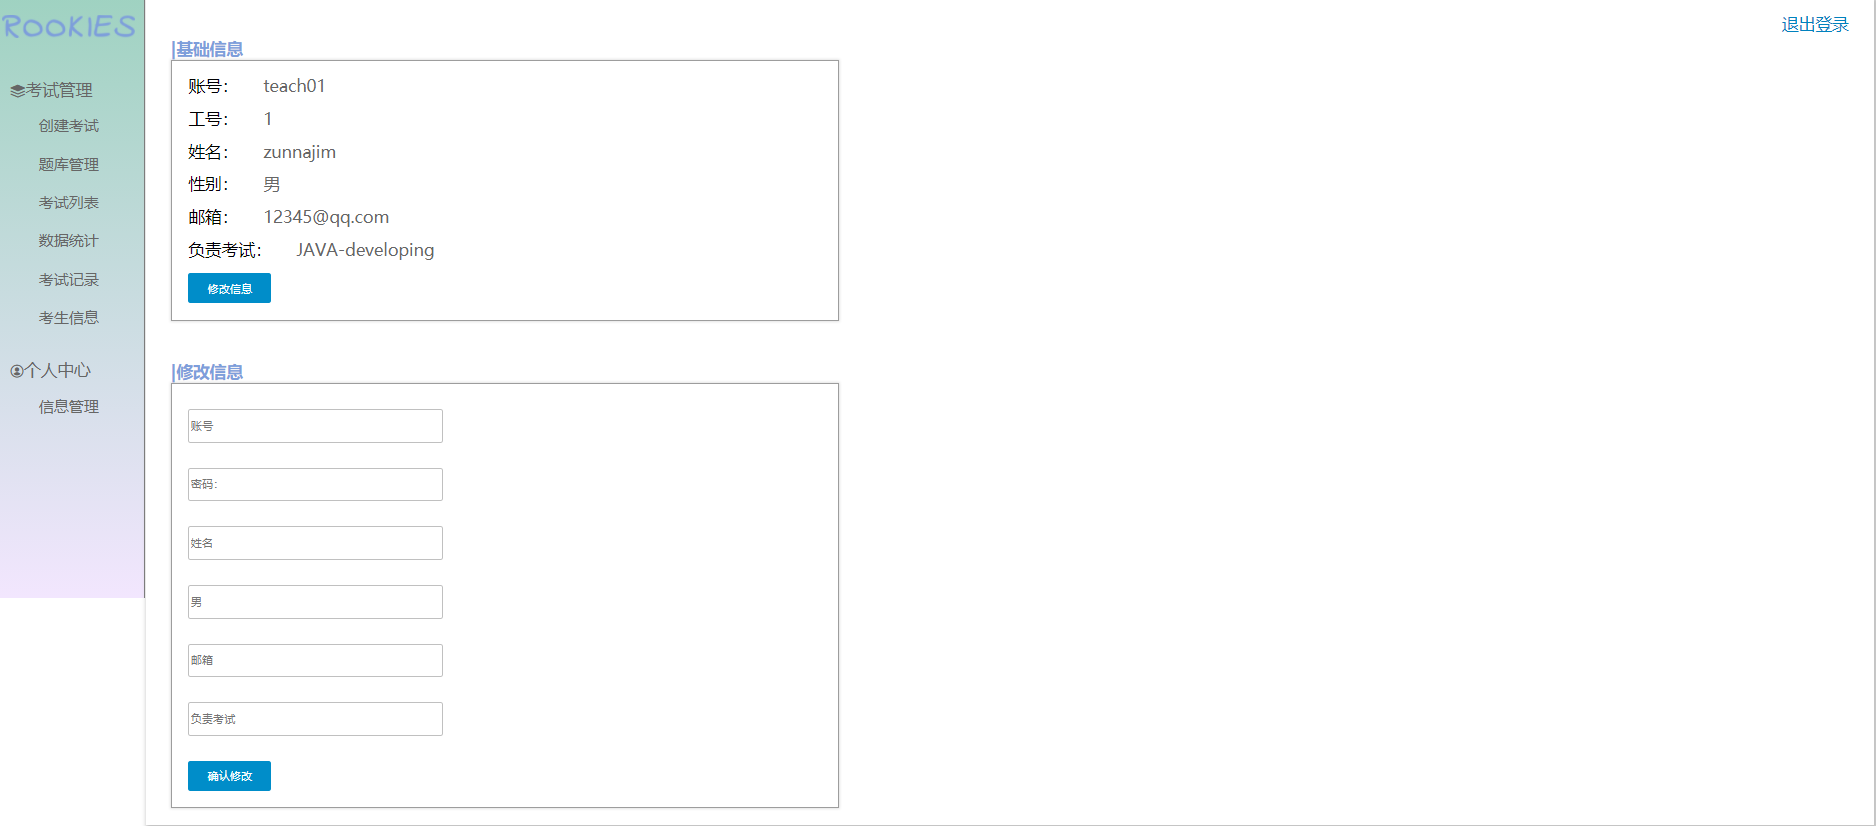 ROOKIES
考试管理
创建考试
题库管理
考试列表
数据统计
考试记录
考生信息
个人中心
信息管理
退出登录
|基础信息
账号： teach01
工号： 1
姓名： zunnajim
性别： 男
邮箱： 12345@qq.com
负责考试： JAVA-developing
修改信息
|修改信息
账号
密码：
姓名
男
邮箱
负责考试
确认修改